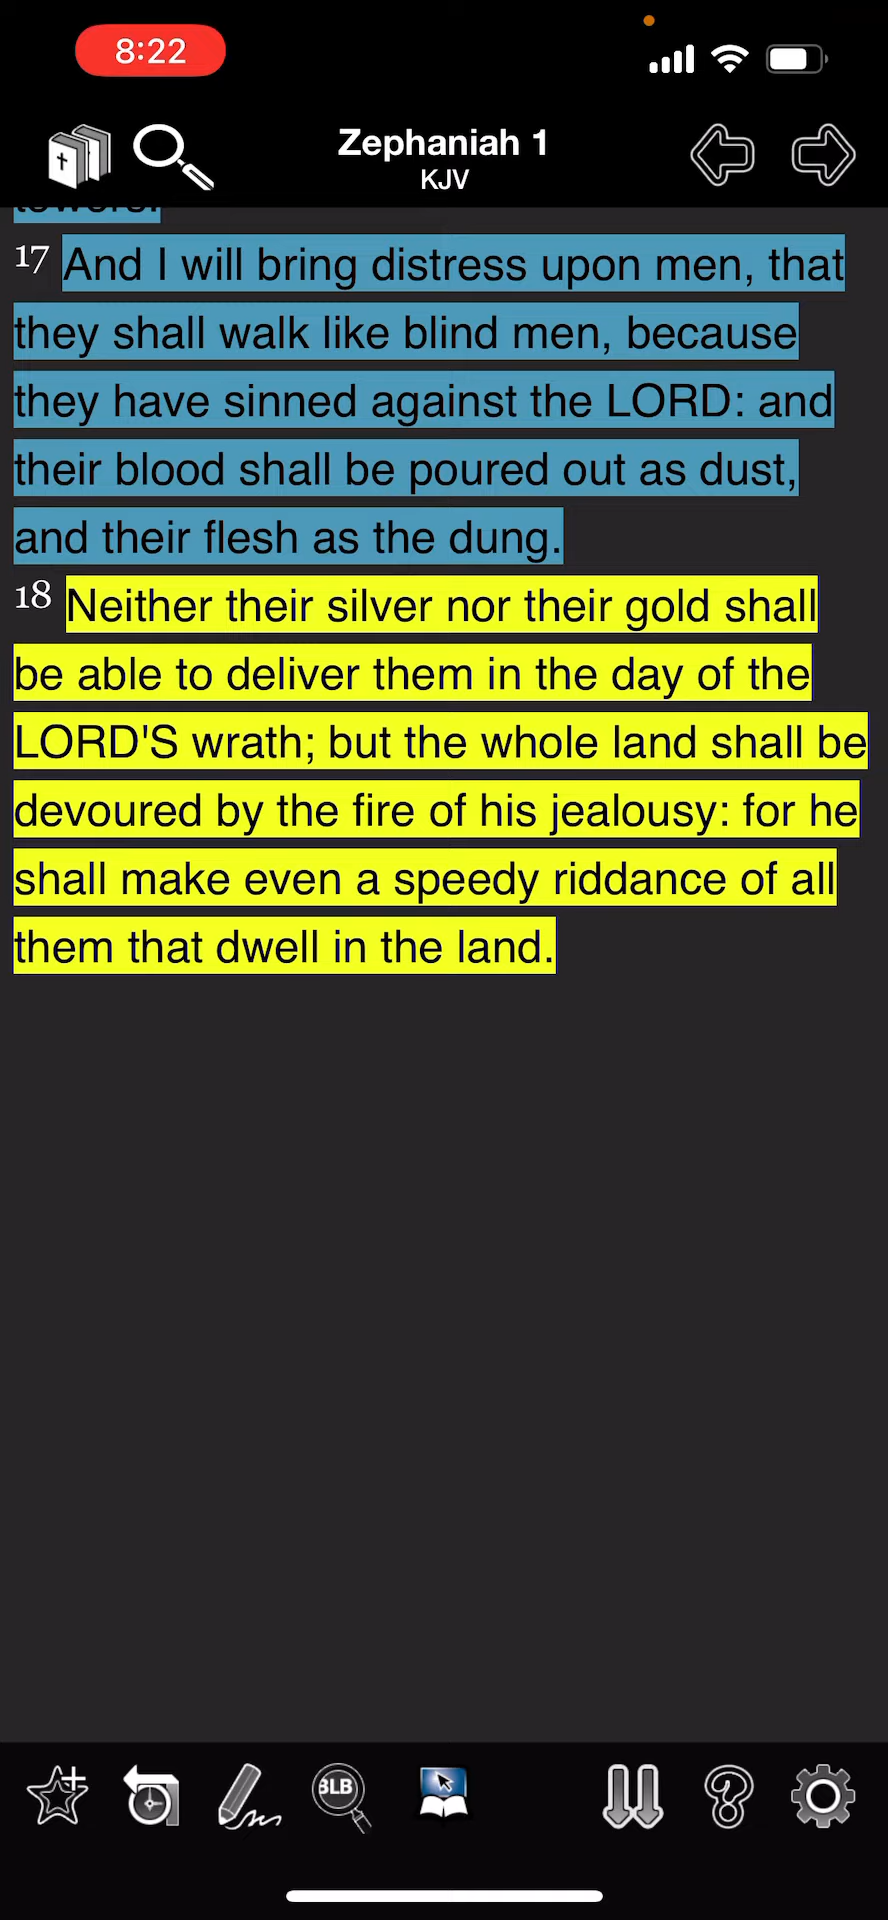 8:22
Zephaniah 1
KJV
towers.
17 And I will bring distress upon men, that
they shall walk like blind men, because
they have sinned against the LORD: and
their blood shall be poured out as dust,
and their flesh as the dung.
18 Neither their silver nor their gold shall
be able to deliver them in the day of the
LORD'S wrath; but the whole land shall be
devoured by the fire of his jealousy: for he
shall make even a speedy riddance of all
them that dwell in the land.
BLB